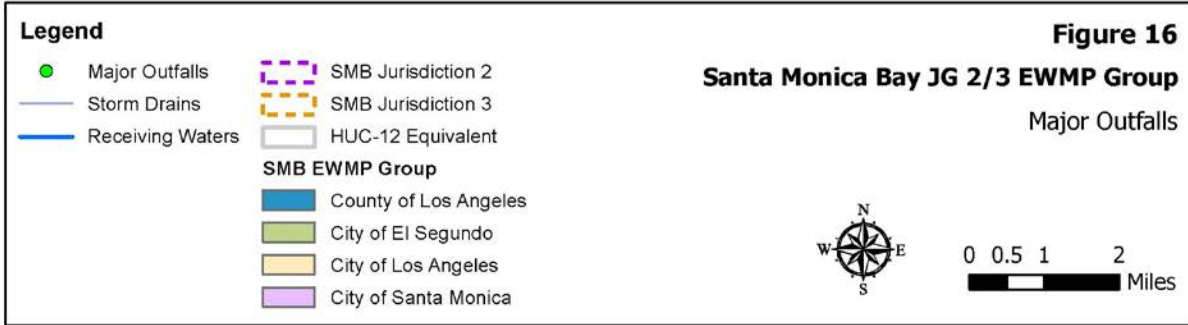 Legend
Major Outfalls
Storm Drains
Receiving Waters
SMB Jurisdiction 2
SMB Jurisdiction 3
HUC-12 Equivalent
SMB EWMP Group
County of Los Angeles
City of El Segundo
City of Los Angeles
City of Santa Monica
Figure 16
Santa Monica Bay JG 2/3 EWMP Group
Major Outfalls
N
W E
S
0 0.5 1 2
Miles